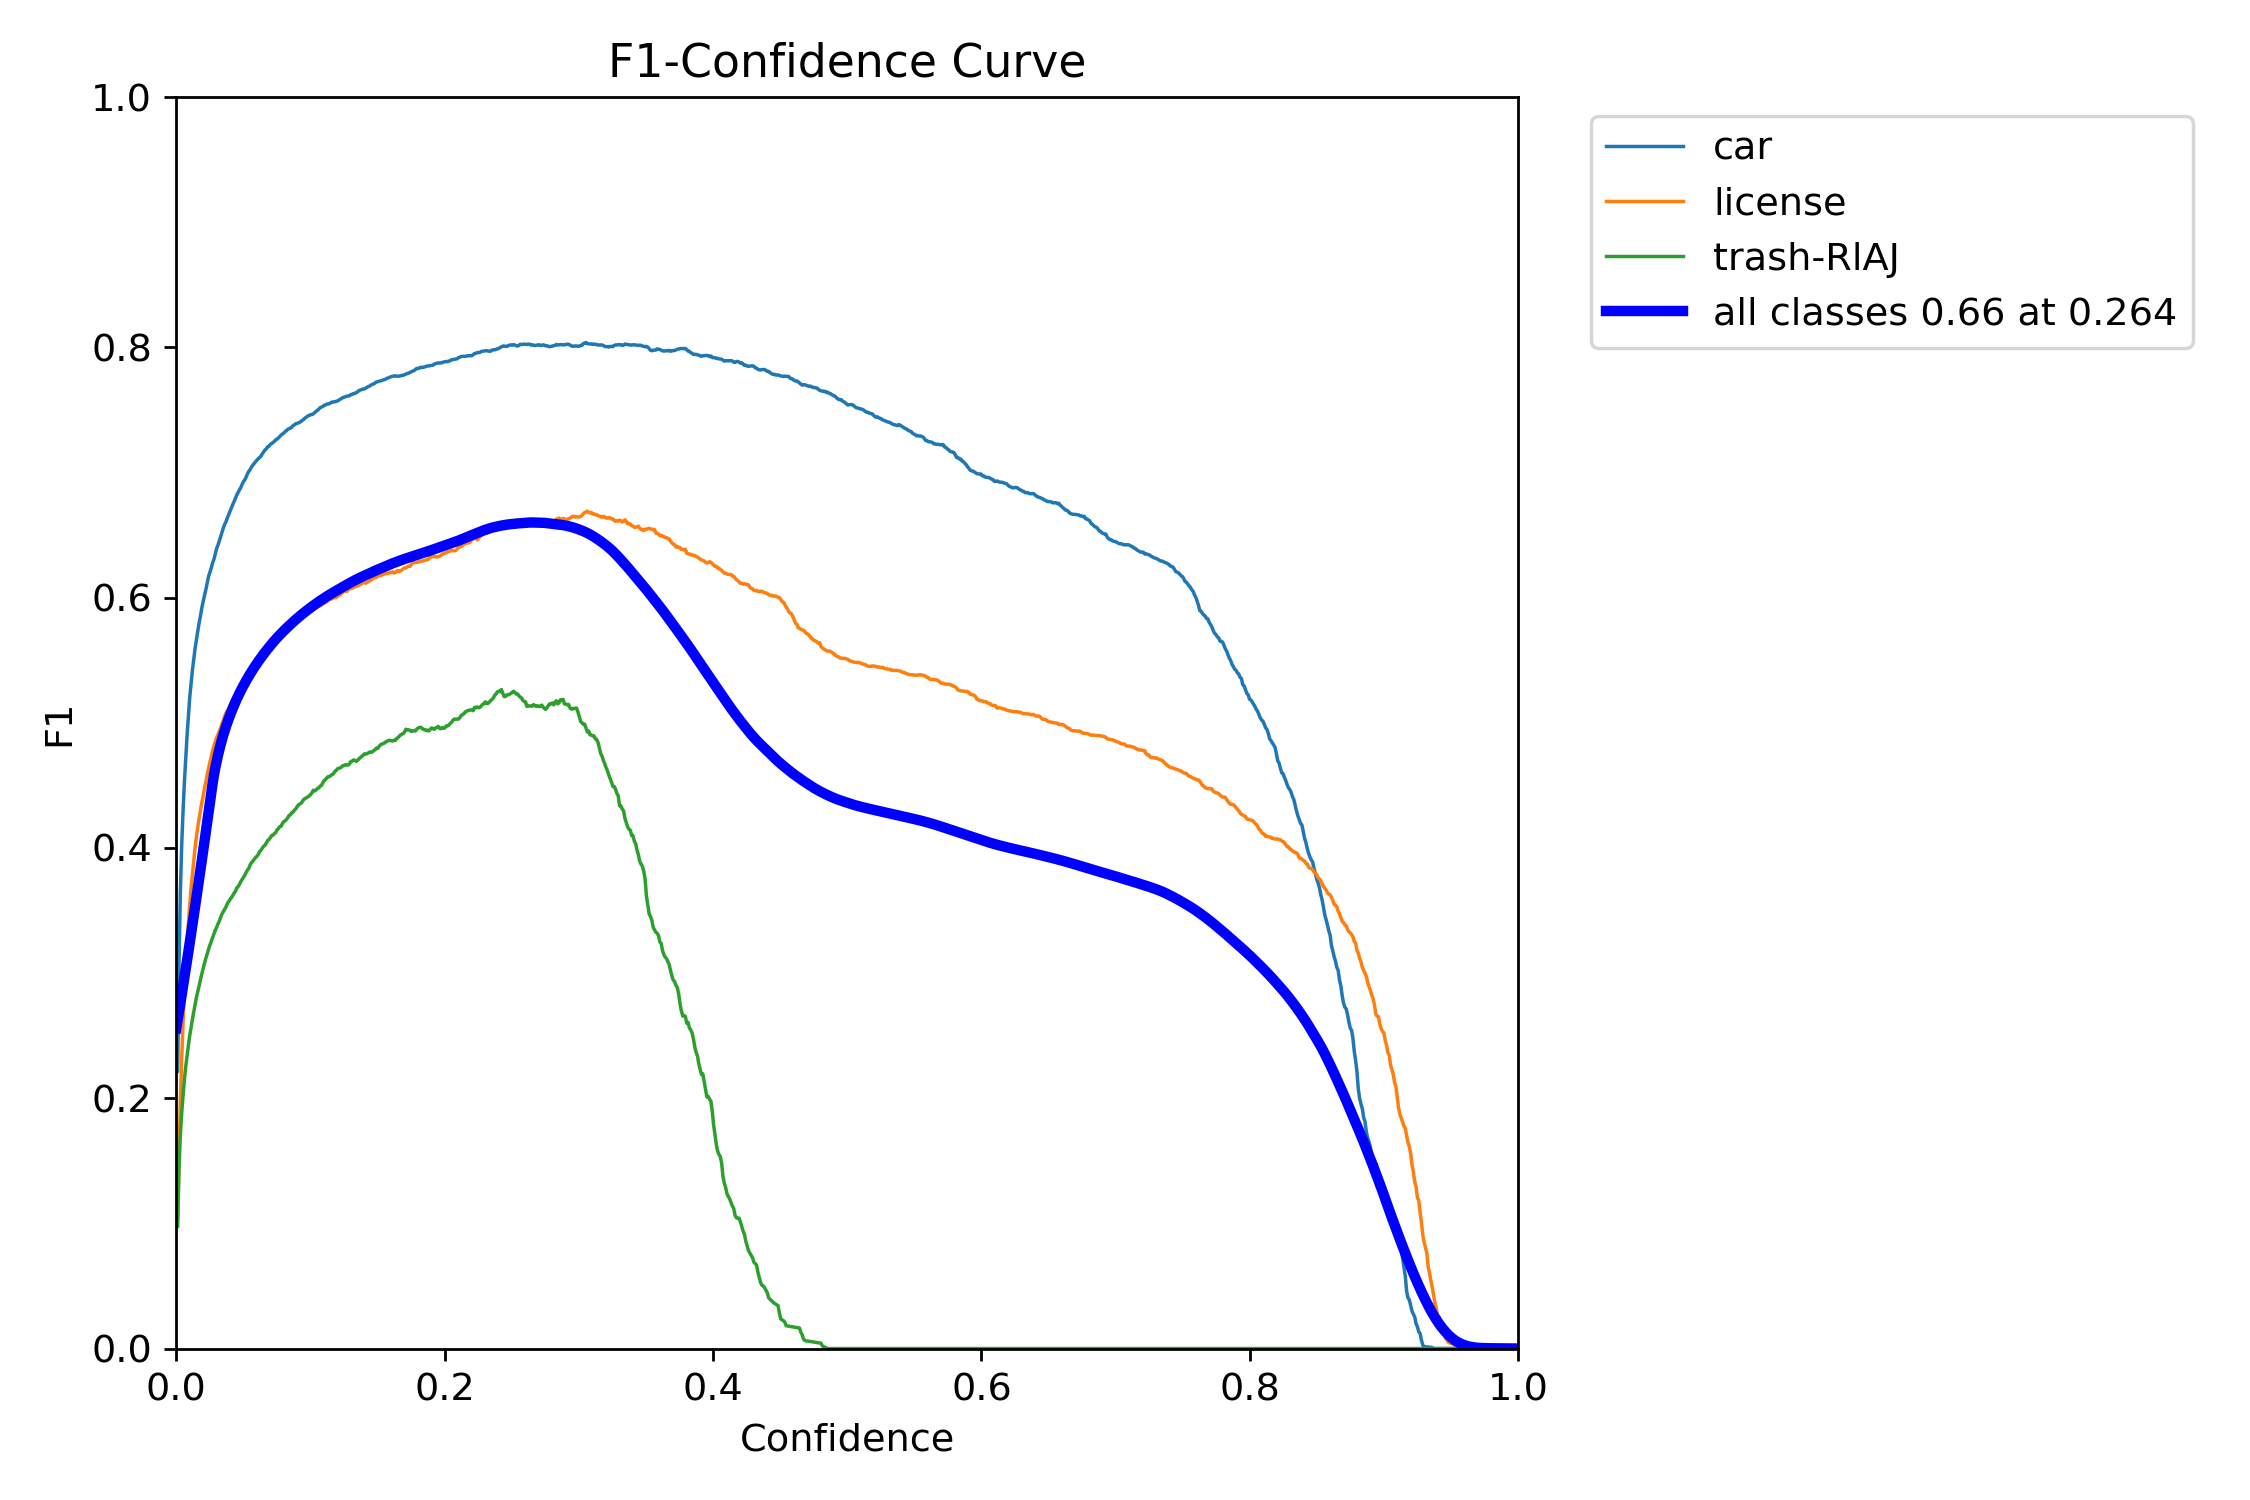 F1-Confidence Curve
1.0
0.8
0.6
0.4
0.2
0.0
F1
0.0 0.2 0.4 0.6 0.8 1.0
Confidence
car
license
trash-RlAJ
all classes 0.66 at 0.264